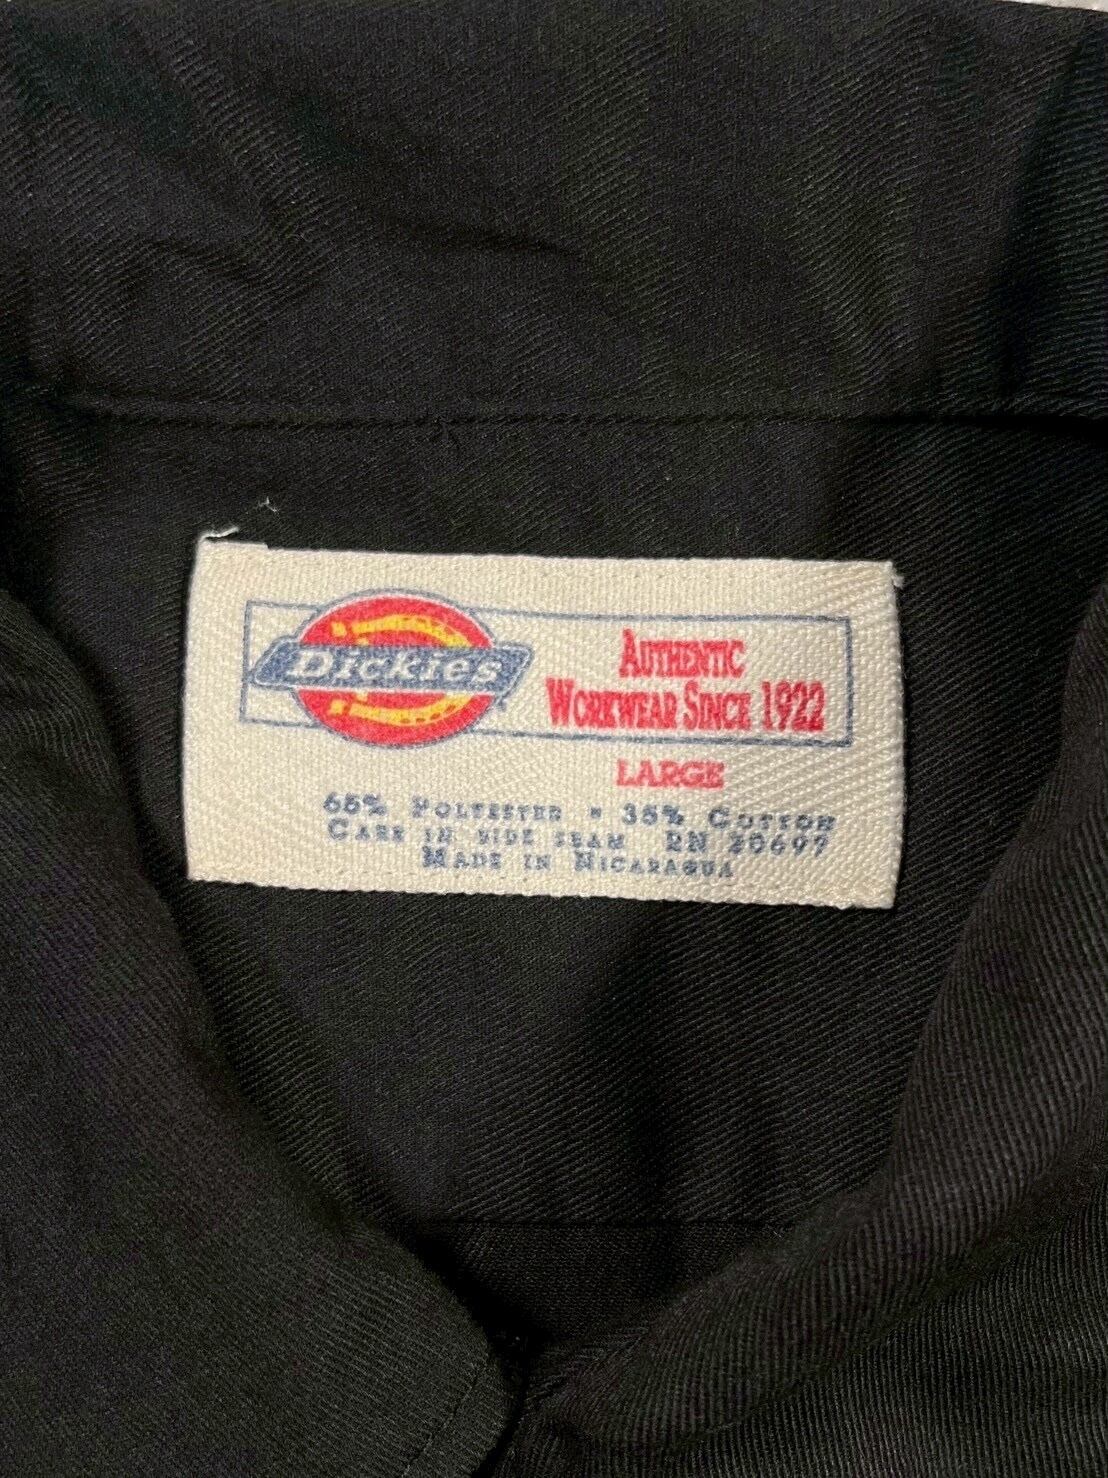 Dickies
AUTHENTIC
WORKWEAR SINCE 1922
LARGE
65% POLYESTER - 35% COTTON
CARE IN SIDE SEAM RN 20697
MADE IN NICARAGUA